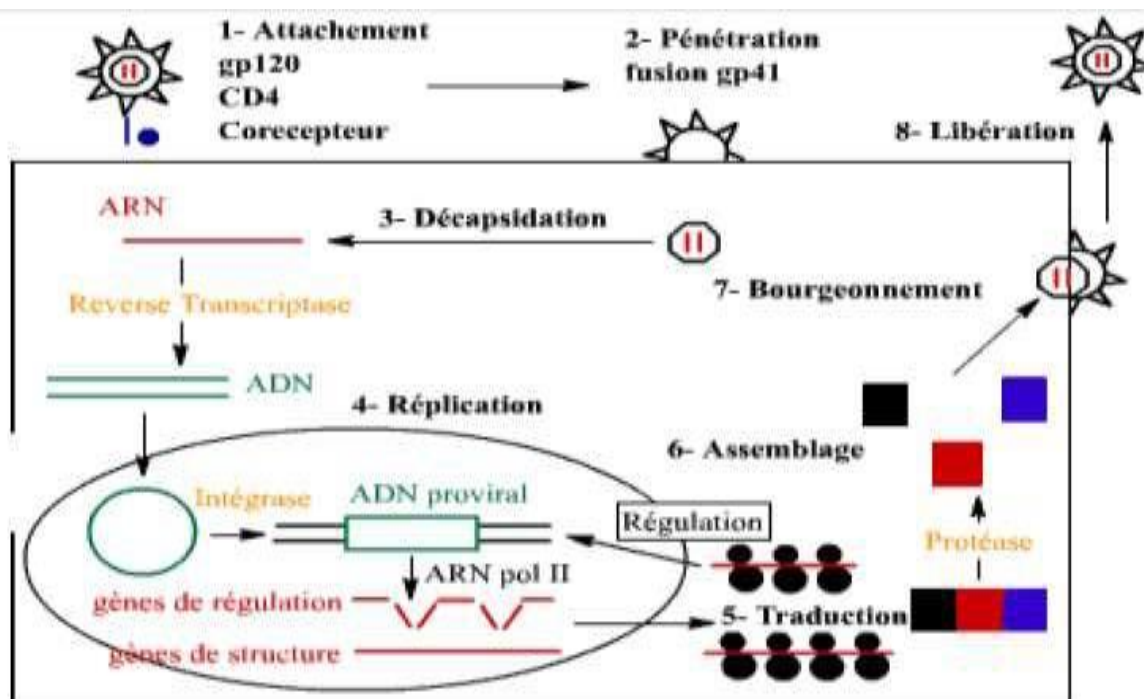 1- Attachement
gp120
CD4
Corecepteur
2- Pénétration
fusion gp41
8- Libération
ARN
3- Décapsidation
7- Bourgeonnement
Reverse Transcriptase
ADN
4- Réplication
6- Assemblage
Intégrase
ADN proviral
Régulation
Protéase
ARN pol II
gènes de régulation
5- Traduction
gènes de structure